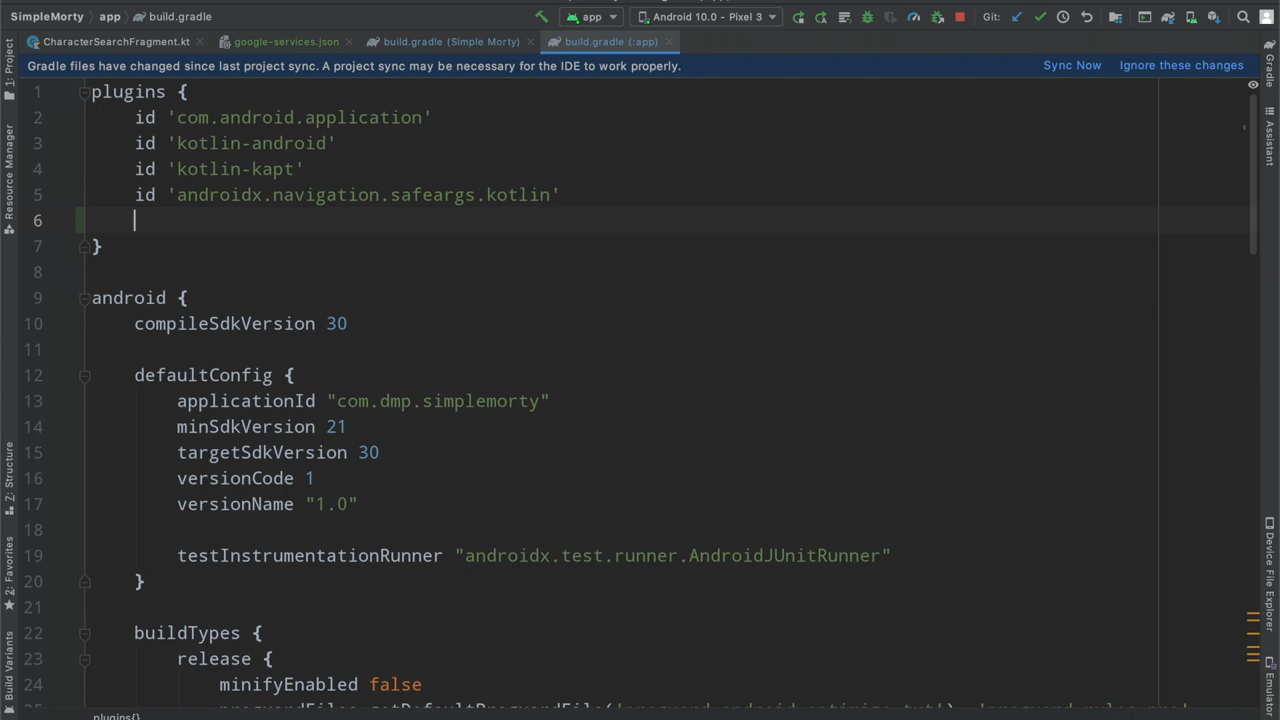 SimpleMorty › app › build.gradle app Android 10.0 - Pixel 3 Git:
CharacterSearchFragment.kt google-services.json build.gradle (Simple Morty) build.gradle (:app)
Gradle files have changed since last project sync. A project sync may be necessary for the IDE to work properly. Sync Now Ignore these changes
1 plugins {
2 id 'com.android.application'
3 id 'kotlin-android'
4 id 'kotlin-kapt'
5 id 'androidx.navigation.safeargs.kotlin'
6
7 }
8
9 android {
10 compileSdkVersion 30
11
12 defaultConfig {
13 applicationId "com.dmp.simplemorty"
14 minSdkVersion 21
15 targetSdkVersion 30
16 versionCode 1
17 versionName "1.0"
18
19 testInstrumentationRunner "androidx.test.runner.AndroidJUnitRunner"
20 }
21
22 buildTypes {
23 release {
24 minifyEnabled false
plugins{}
1: Project
Resource Manager
Z: Structure
2: Favorites
Build Variants
Gradle
Assistant
Device File Explorer
Emulator